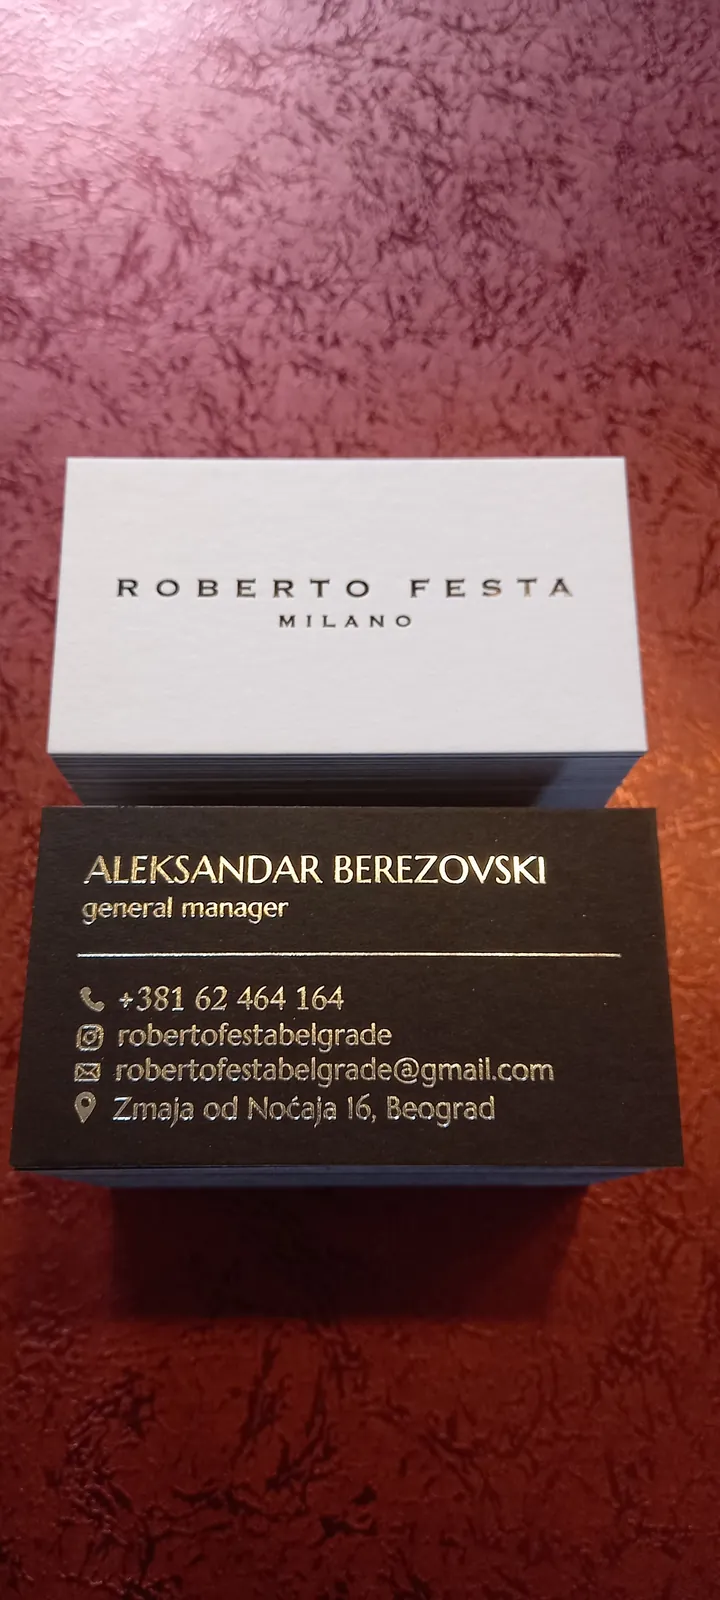 ROBERTO FESTA
MILANO
ALEKSANDAR BEREZOVSKI
general manager
+381 62 464 164
robertofestabelgrade
robertofestabelgrade@gmail.com
Zmaja od Noćaja 16, Beograd